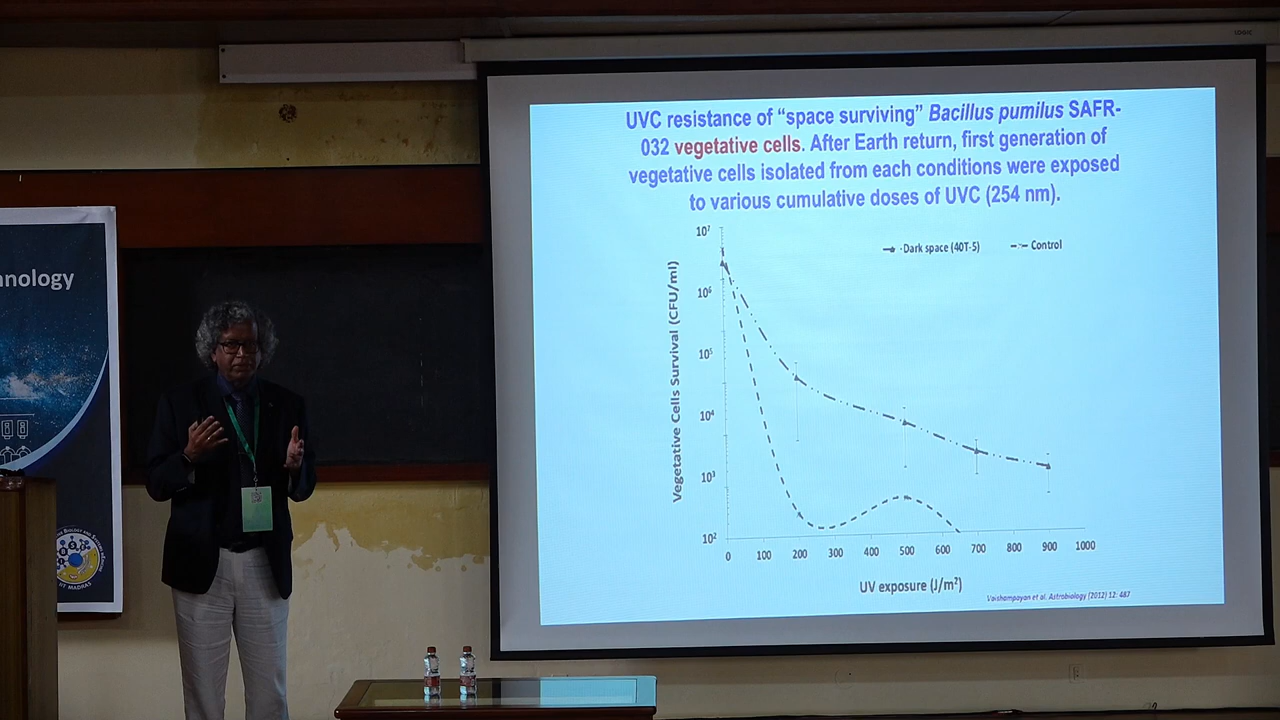 UVC resistance of “space surviving” Bacillus pumilus SAFR-
032 vegetative cells. After Earth return, first generation of
vegetative cells isolated from each conditions were exposed
to various cumulative doses of UVC (254 nm).
Dark space (40T-5)
Control
Vegetative Cells Survival (CFU/ml)
10⁷
10⁶
10⁵
10⁴
10³
10²
0 100 200 300 400 500 600 700 800 900 1000
UV exposure (J/m²)
Vaishampayan et al. Astrobiology (2012) 12: 487
nology
IIT MADRAS